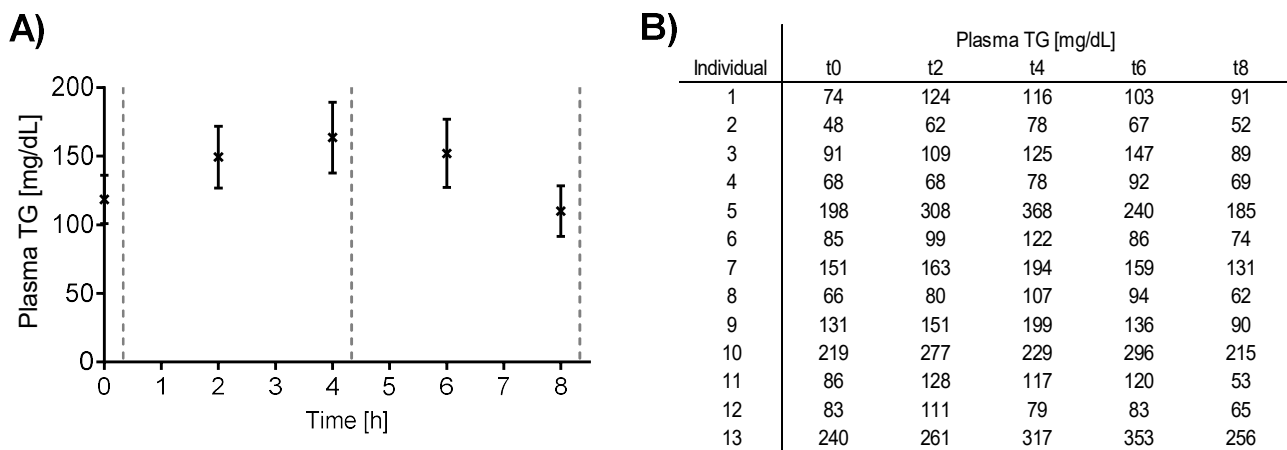 A)
Plasma TG [mg/dL]
200
150
100
50
0
0 1 2 3 4 5 6 7 8
Time [h]
B)
Plasma TG [mg/dL]
Individual t0 t2 t4 t6 t8
1 74 124 116 103 91
2 48 62 78 67 52
3 91 109 125 147 89
4 68 68 78 92 69
5 198 308 368 240 185
6 85 99 122 86 74
7 151 163 194 159 131
8 66 80 107 94 62
9 131 151 199 136 90
10 219 277 229 296 215
11 86 128 117 120 53
12 83 111 79 83 65
13 240 261 317 353 256